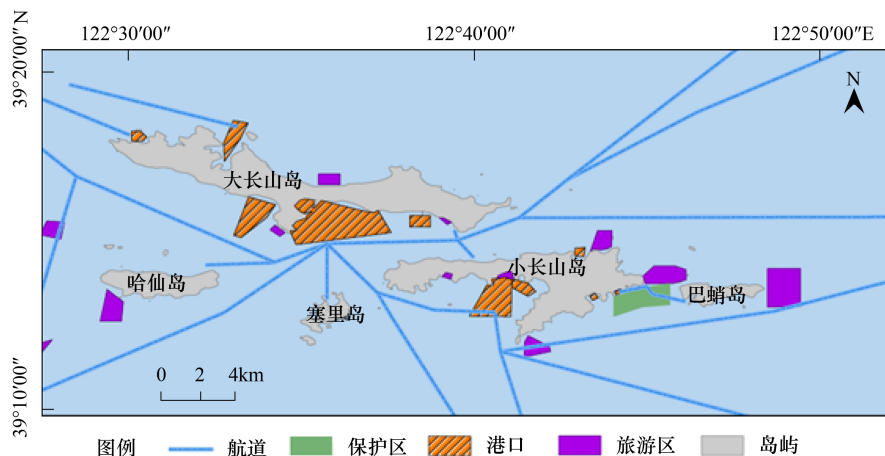 122°30′00″ 122°40′00″ 122°50′00″E
39°20′00″ N
N
大长山岛
小长山岛
哈仙岛
巴蛸岛
塞里岛
0 2 4km
39°10′00″
图例 航道 保护区 港口 旅游区 岛屿